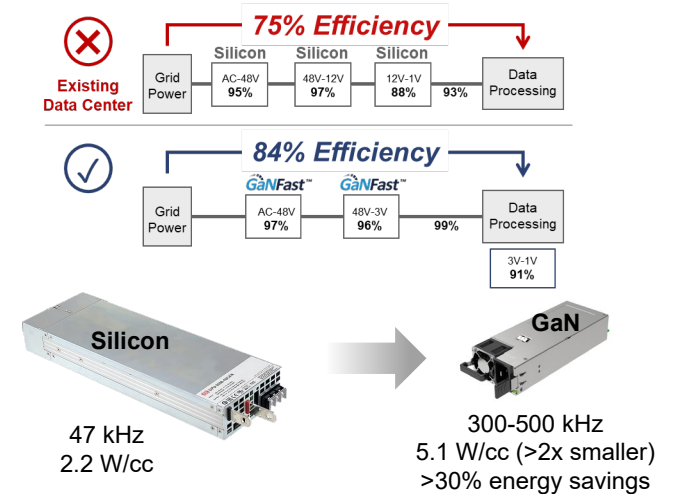 75% Efficiency
Silicon Silicon Silicon
Existing
Data Center
Grid
Power
AC-48V
95%
48V-12V
97%
12V-1V
88%
93%
Data
Processing
84% Efficiency
GaNFast™ GaNFast™
Grid
Power
AC-48V
97%
48V-3V
96%
99%
Data
Processing
3V-1V
91%
Silicon
GaN
47 kHz
2.2 W/cc
300-500 kHz
5.1 W/cc (>2x smaller)
>30% energy savings